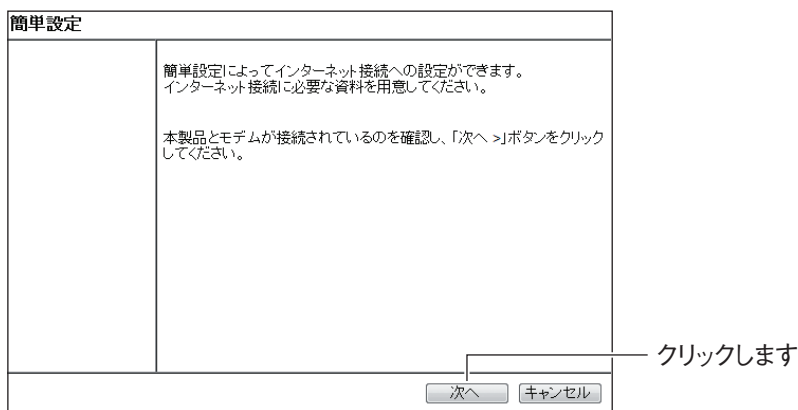 簡単設定
簡単設定によってインターネット接続への設定ができます。
インターネット接続に必要な資料を用意してください。
本製品とモデムが接続されているのを確認し、「次へ >」ボタンをクリック
してください。
クリックします
次へ
キャンセル